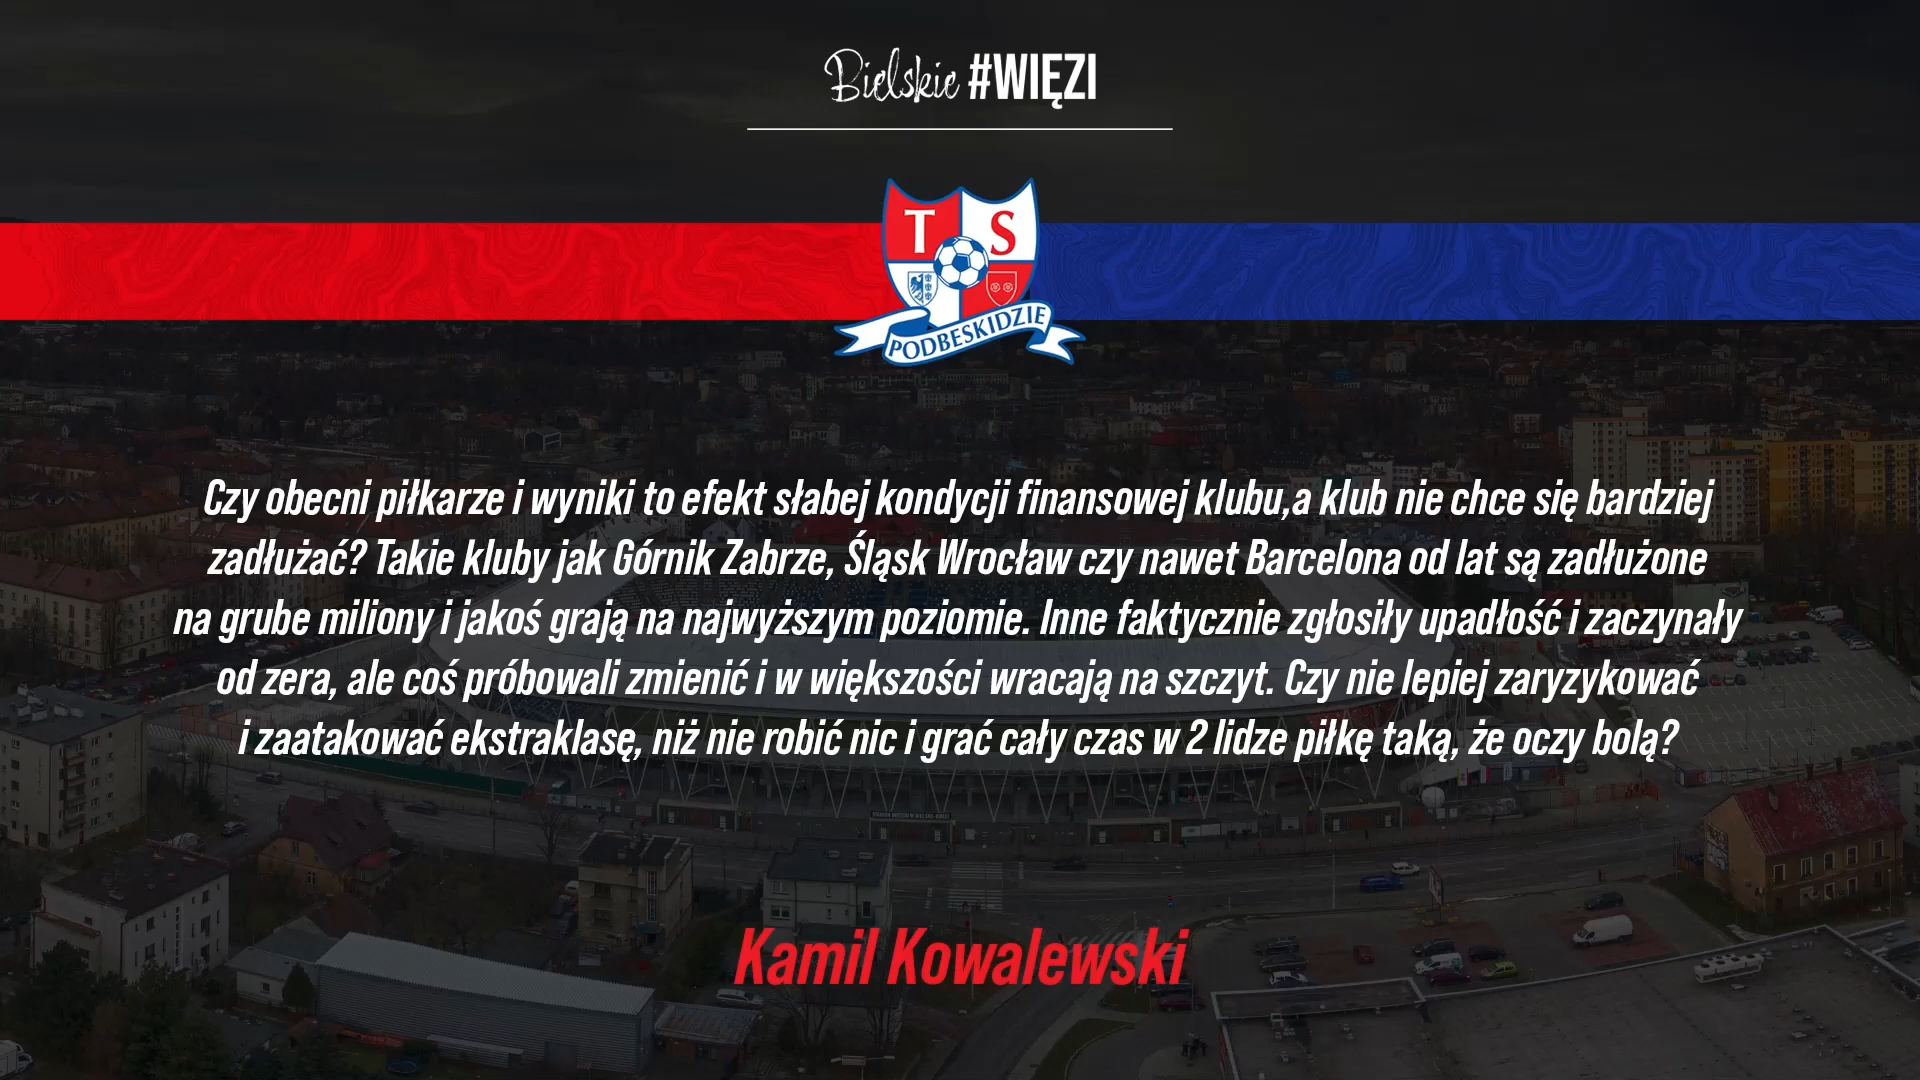 Bielskie #WIĘZI
T S
PODBESKIDZIE
Czy obecni piłkarze i wyniki to efekt słabej kondycji finansowej klubu,a klub nie chce się bardziej
zadłużać? Takie kluby jak Górnik Zabrze, Śląsk Wrocław czy nawet Barcelona od lat są zadłużone
na grube miliony i jakoś grają na najwyższym poziomie. Inne faktycznie zgłosiły upadłość i zaczynały
od zera, ale coś próbowali zmienić i w większości wracają na szczyt. Czy nie lepiej zaryzykować
i zaatakować ekstraklasę, niż nie robić nic i grać cały czas w 2 lidze piłkę taką, że oczy bolą?
Kamil Kowalewski